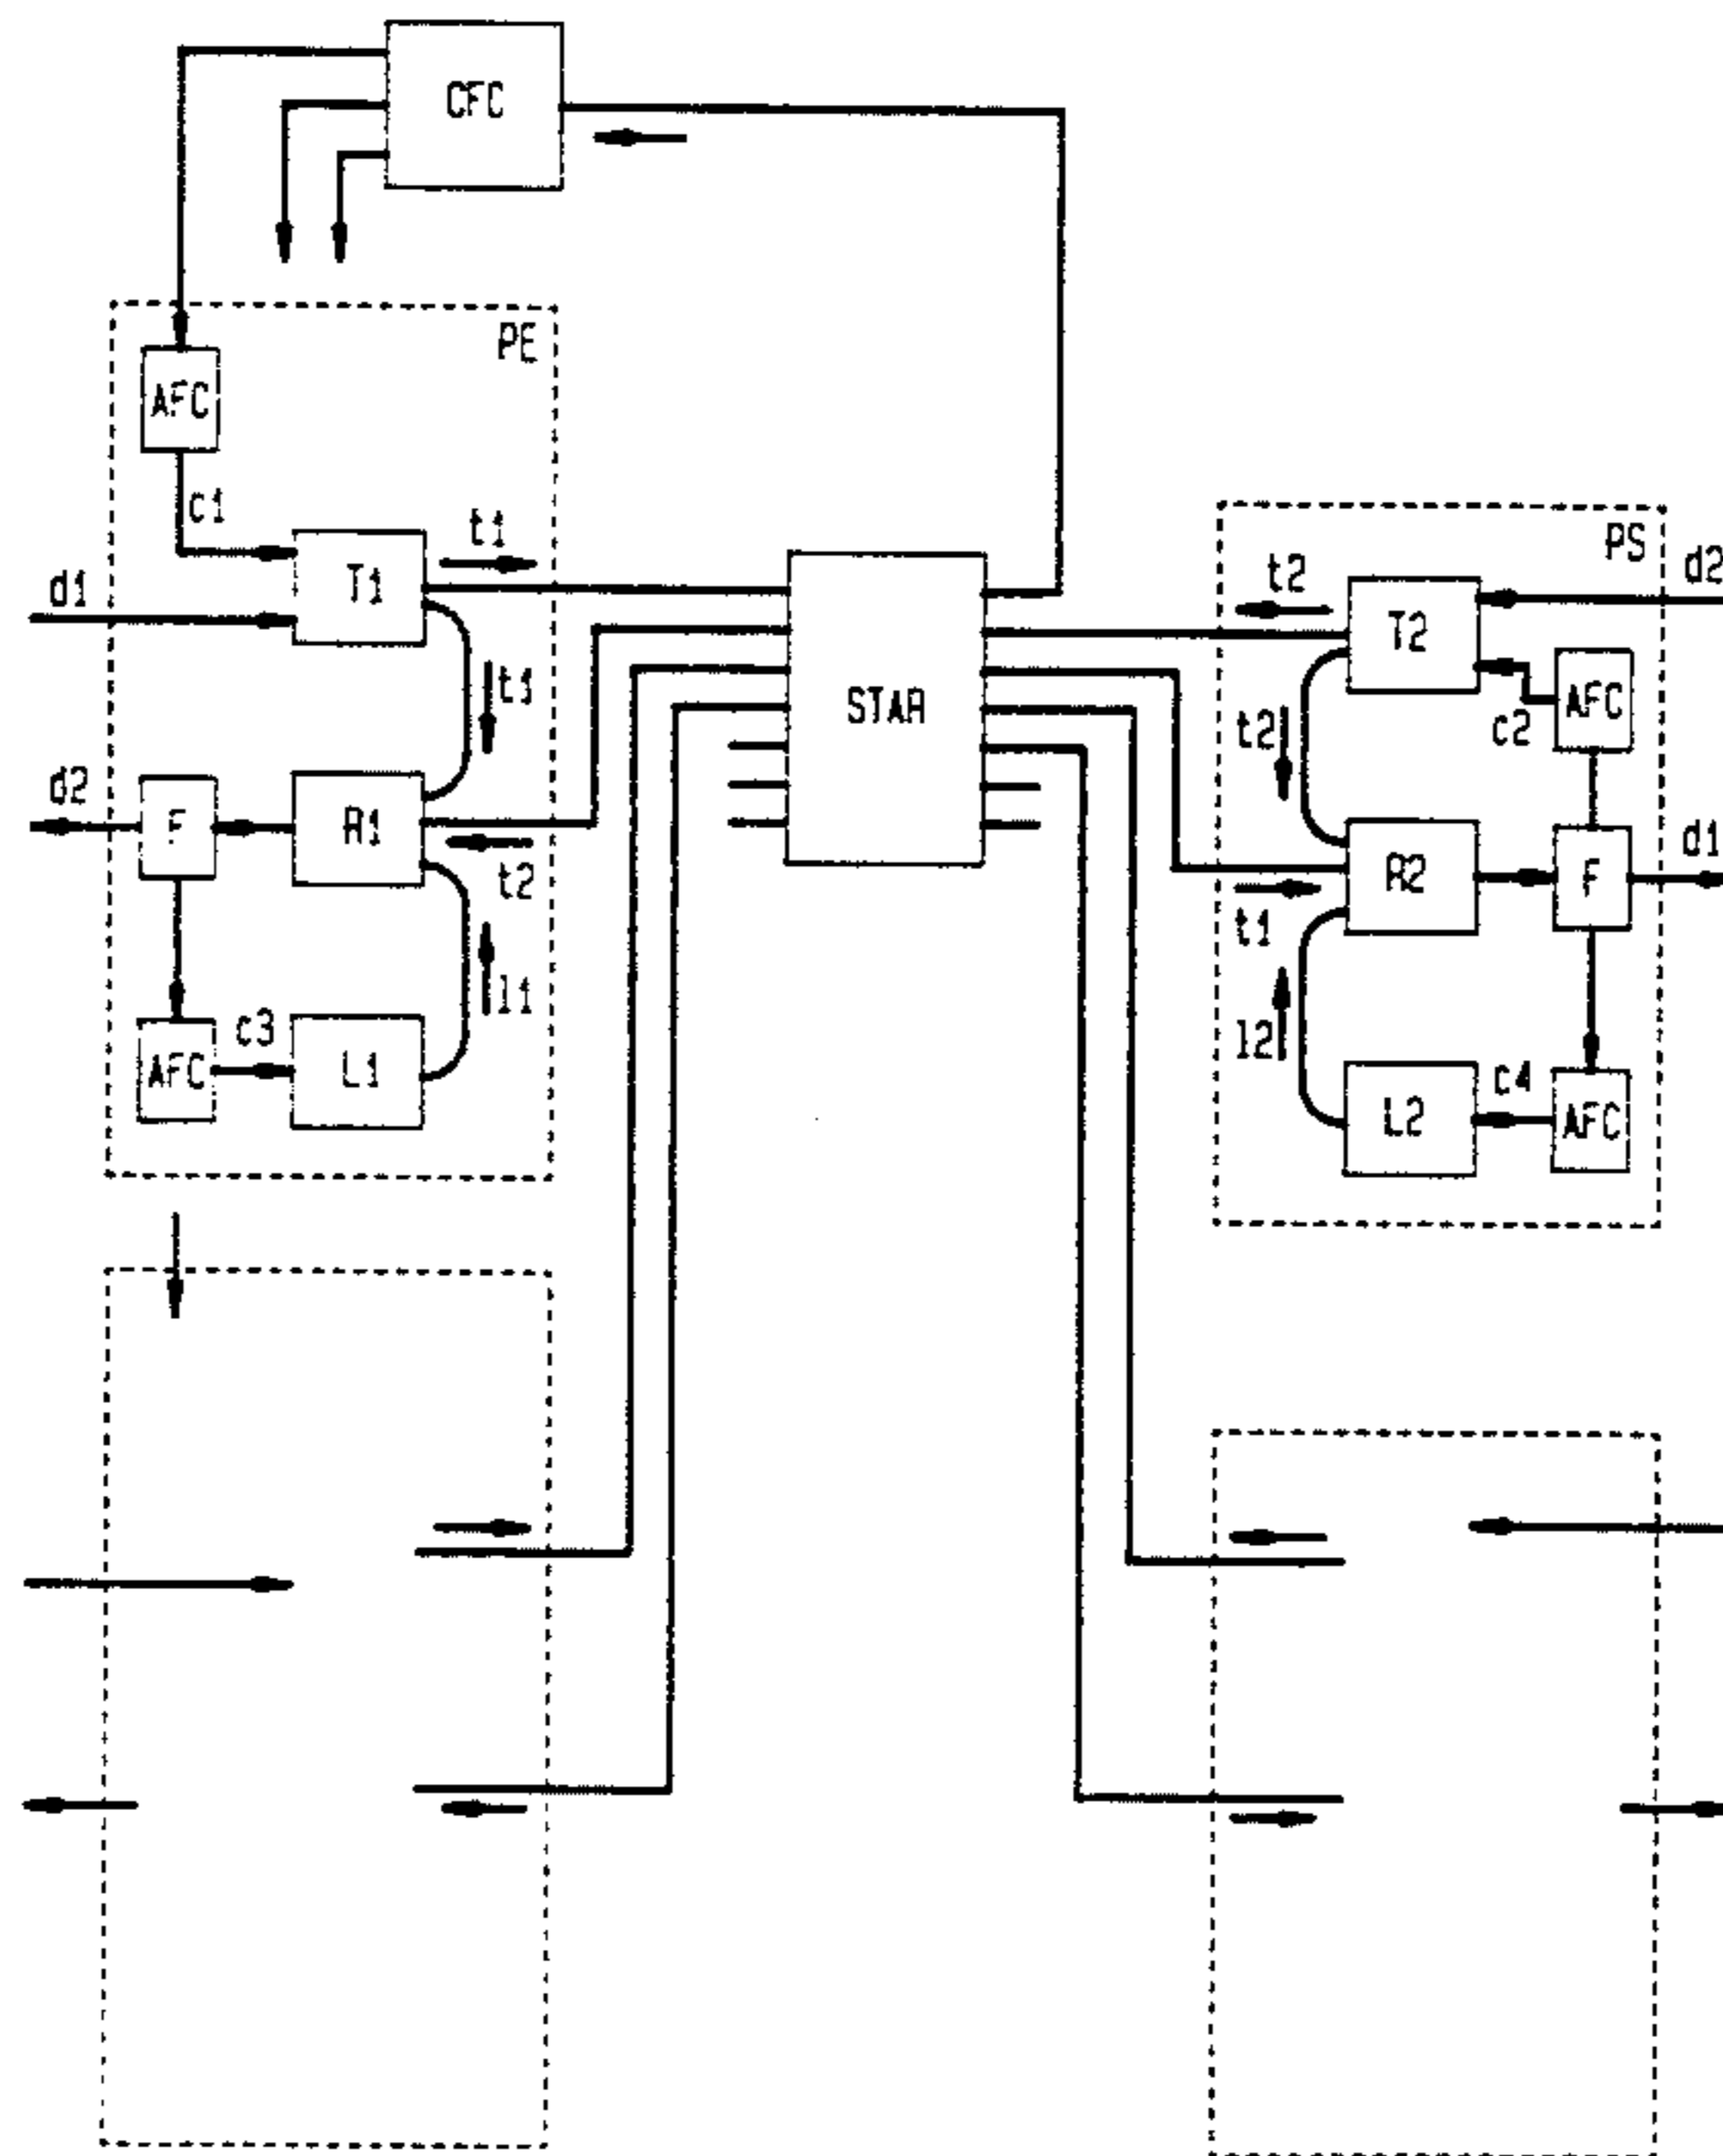 CFC
PE
AFC
c1
t1
PS
T1
t2
d2
d1
T2
t1
STAR
AFC
t2
c2
d2
F
R1
d1
t2
R2
F
t1
l1
c3
l2
AFC
L1
c4
L2
AFC